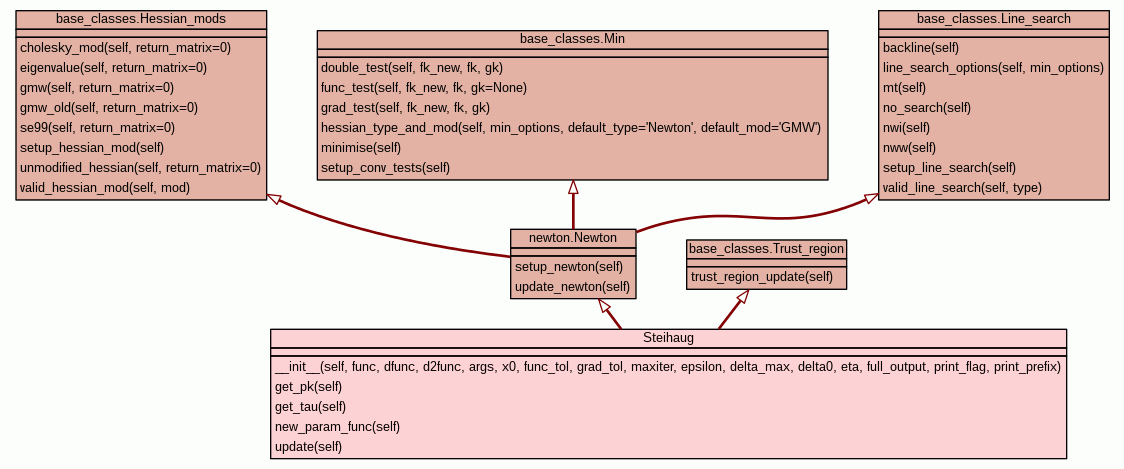 base_classes.Hessian_mods
cholesky_mod(self, return_matrix=0)
eigenvalue(self, return_matrix=0)
gmw(self, return_matrix=0)
gmw_old(self, return_matrix=0)
se99(self, return_matrix=0)
setup_hessian_mod(self)
unmodified_hessian(self, return_matrix=0)
valid_hessian_mod(self, mod)
base_classes.Min
double_test(self, fk_new, fk, gk)
func_test(self, fk_new, fk, gk=None)
grad_test(self, fk_new, fk, gk)
hessian_type_and_mod(self, min_options, default_type='Newton', default_mod='GMW')
minimise(self)
setup_conv_tests(self)
base_classes.Line_search
backline(self)
line_search_options(self, min_options)
mt(self)
no_search(self)
nwi(self)
nww(self)
setup_line_search(self)
valid_line_search(self, type)
newton.Newton
setup_newton(self)
update_newton(self)
base_classes.Trust_region
trust_region_update(self)
Steihaug
__init__(self, func, dfunc, d2func, args, x0, func_tol, grad_tol, maxiter, epsilon, delta_max, delta0, eta, full_output, print_flag, print_prefix)
get_pk(self)
get_tau(self)
new_param_func(self)
update(self)